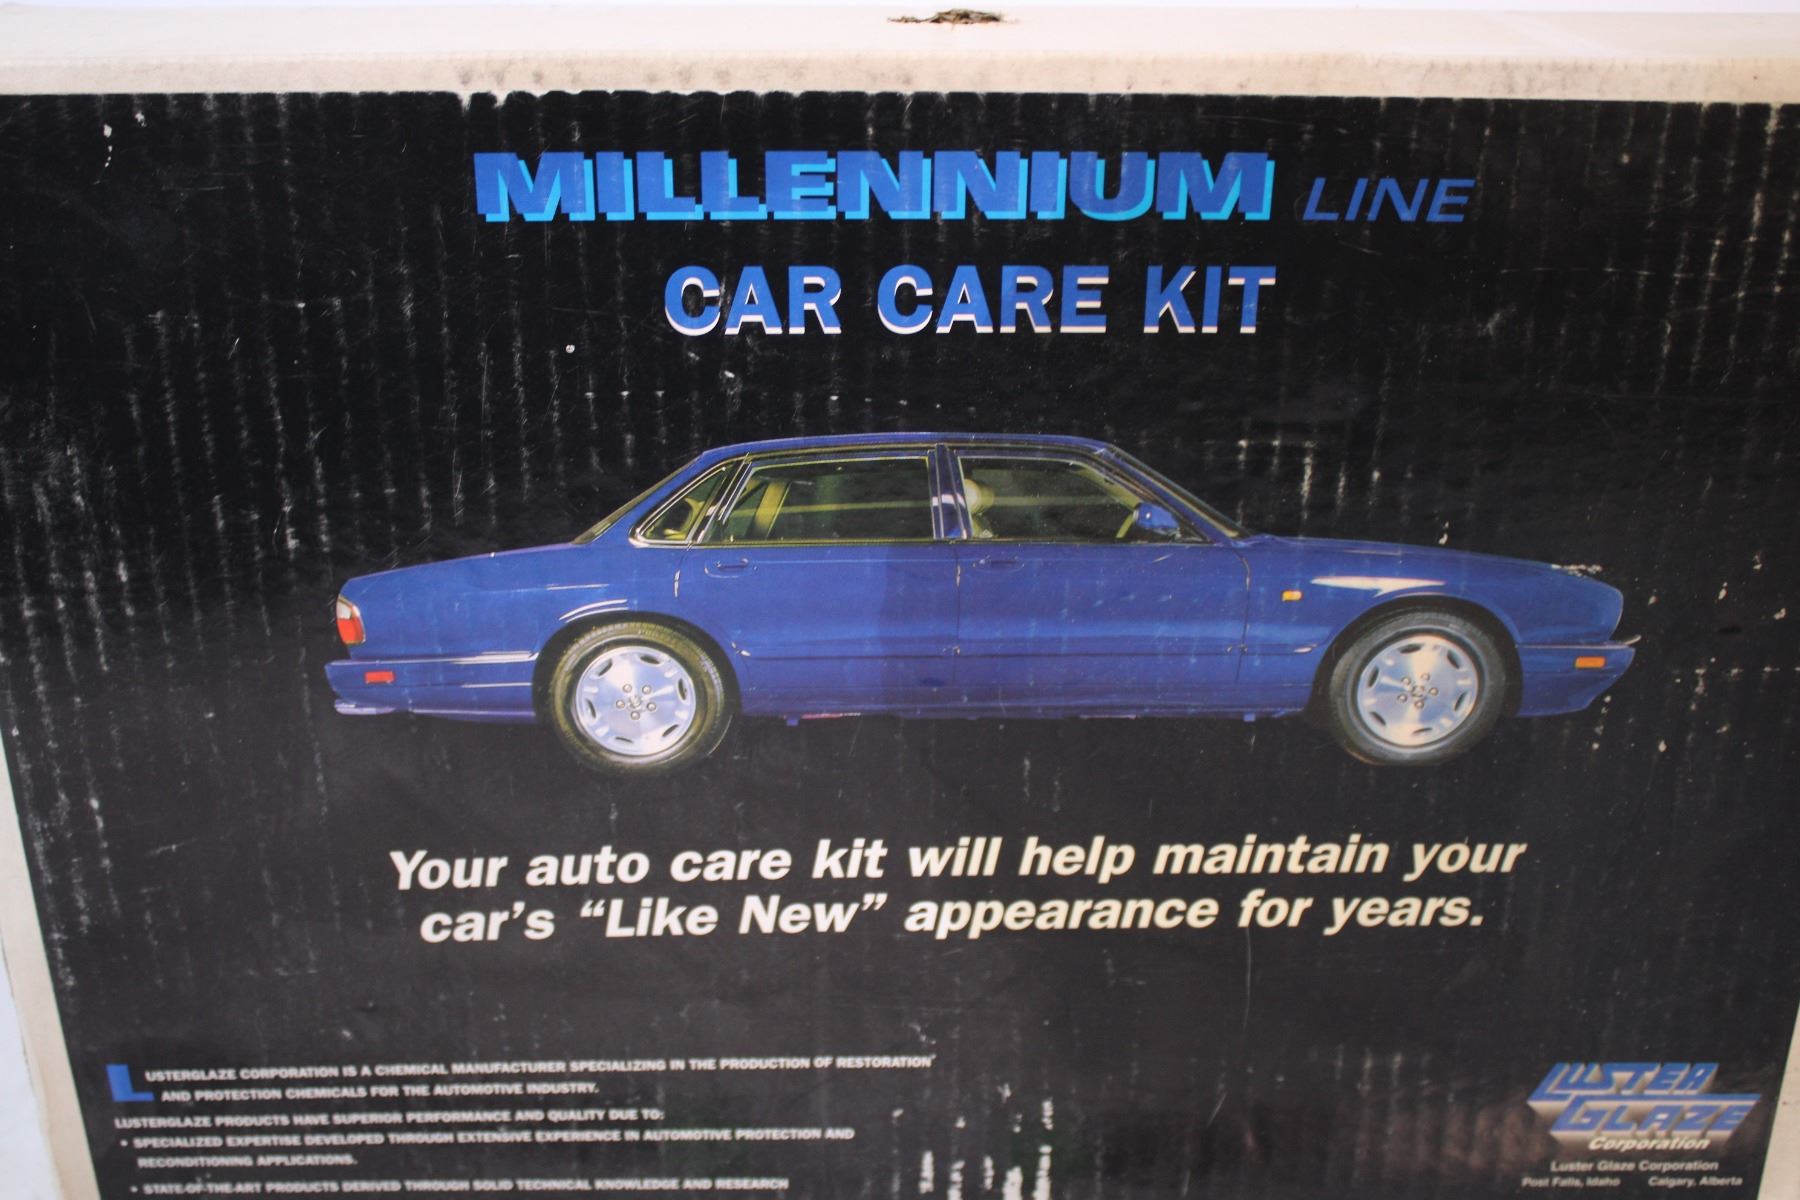 MILLENNIUM LINE
CAR CARE KIT
Your auto care kit will help maintain your
car's “Like New” appearance for years.
LUSTERGLAZE CORPORATION IS A CHEMICAL MANUFACTURER SPECIALIZING IN THE PRODUCTION OF RESTORATION
AND PROTECTION CHEMICALS FOR THE AUTOMOTIVE INDUSTRY.
LUSTERGLAZE PRODUCTS HAVE SUPERIOR PERFORMANCE AND QUALITY DUE TO:
• SPECIALIZED EXPERTISE DEVELOPED THROUGH EXTENSIVE EXPERIENCE IN AUTOMOTIVE PROTECTION AND
RECONDITIONING APPLICATIONS.
• STATE-OF-THE-ART PRODUCTS DERIVED THROUGH SOLID TECHNICAL KNOWLEDGE AND RESEARCH
LUSTER
GLAZE
Corporation
Luster Glaze Corporation
Post Falls, Idaho Calgary, Alberta